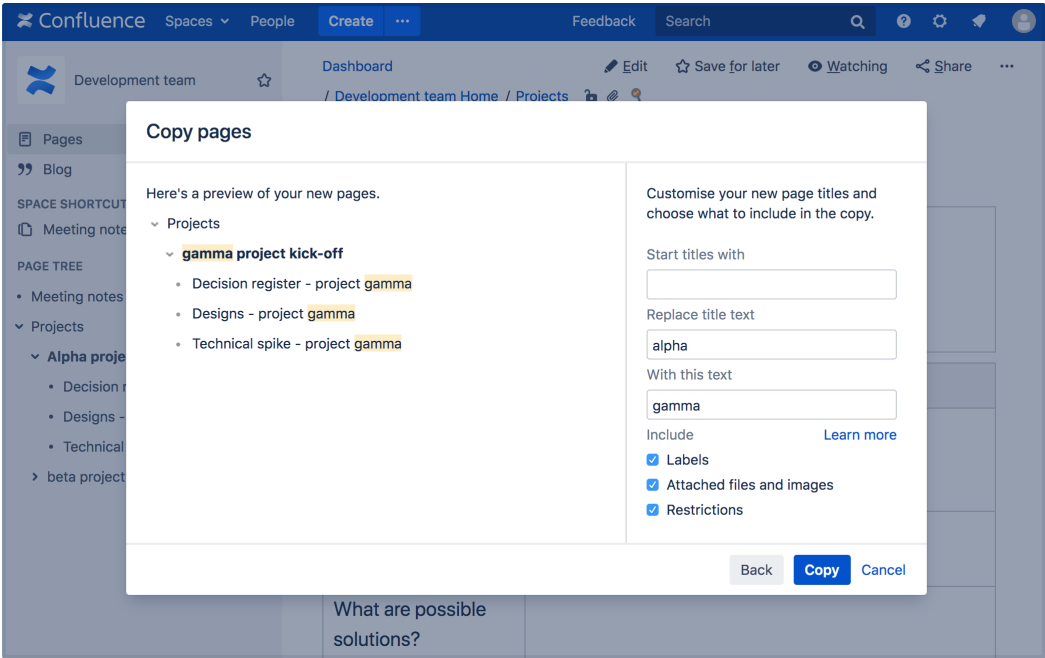 Confluence Spaces People Create ... Feedback Search
Development team
Dashboard
Edit Save for later Watching Share ...
/ Development team Home / Projects
Pages
Blog
SPACE SHORTCUT
Meeting note
PAGE TREE
Meeting notes
Projects
Alpha proje
Decision r
Designs -
Technical
beta project
Copy pages
Here's a preview of your new pages.
Projects
gamma project kick-off
Decision register - project gamma
Designs - project gamma
Technical spike - project gamma
Customise your new page titles and
choose what to include in the copy.
Start titles with
Replace title text
alpha
With this text
gamma
Include Learn more
Labels
Attached files and images
Restrictions
Back Copy Cancel
What are possible
solutions?